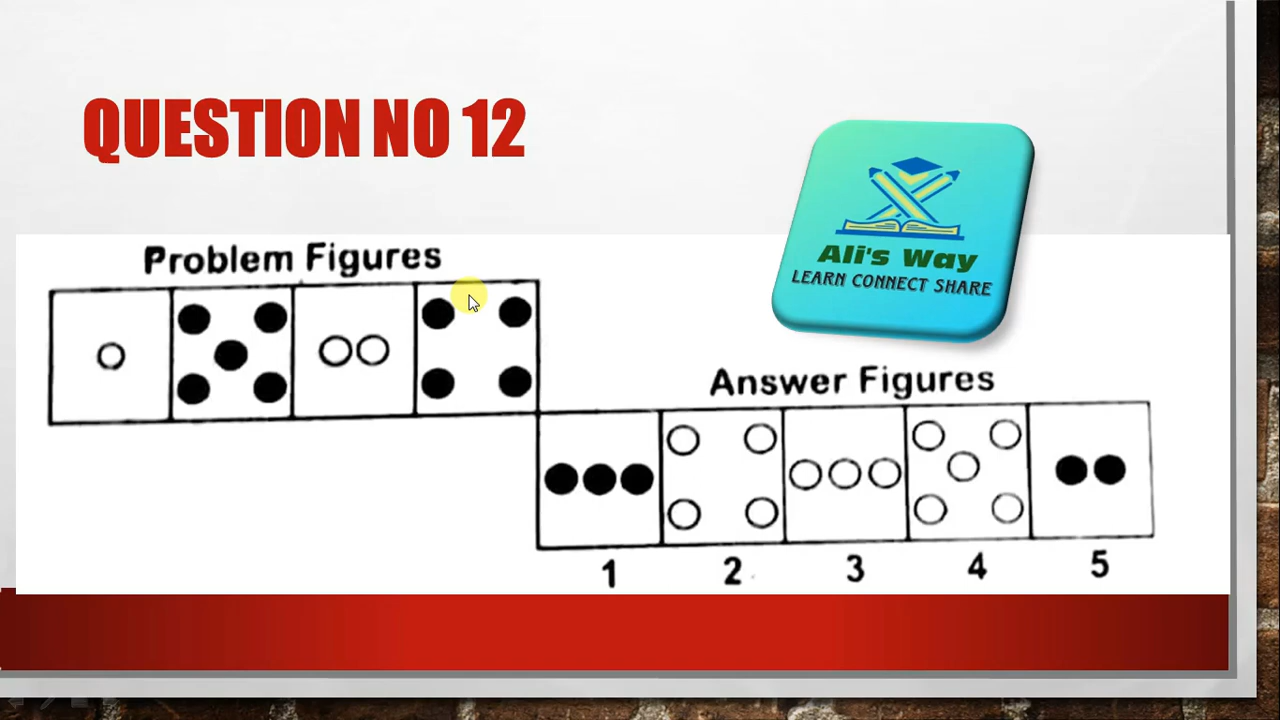 QUESTION NO 12
Ali's Way
LEARN CONNECT SHARE
Problem Figures
Answer Figures
1 2 3 4 5